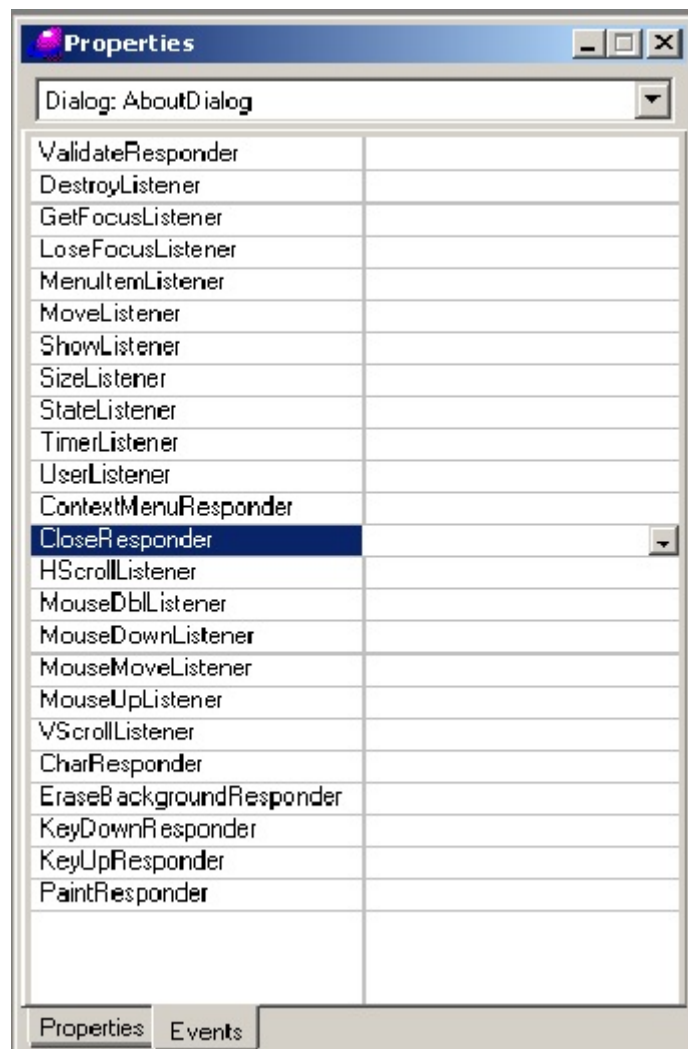 Properties
Dialog: AboutDialog
ValidateResponder
DestroyListener
GetFocusListener
LoseFocusListener
MenuItemListener
MoveListener
ShowListener
SizeListener
StateListener
TimerListener
UserListener
ContextMenuResponder
CloseResponder
HScrollListener
MouseDblListener
MouseDownListener
MouseMoveListener
MouseUpListener
VScrollListener
CharResponder
EraseBackgroundResponder
KeyDownResponder
KeyUpResponder
PaintResponder
Properties Events